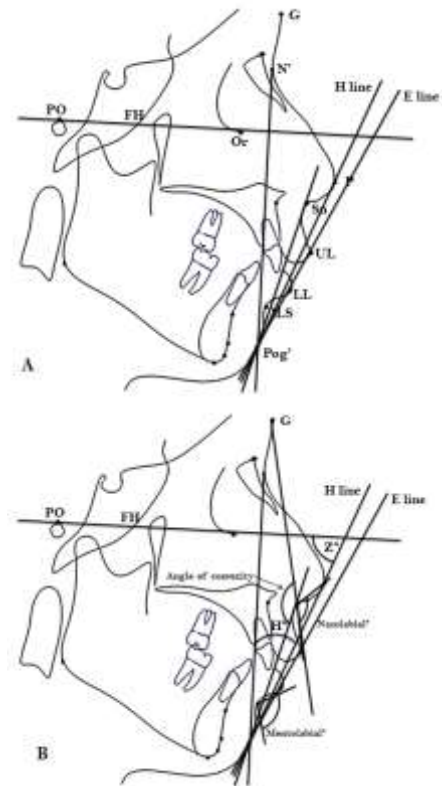 G
N'
H line
E line
PO
FH
Or
Sn
UL
LL
LS
Pog'
A
G
H line
E line
PO
FH
Z°
Angle of convexity
H°
Nasolabial°
Mentolabial°
B